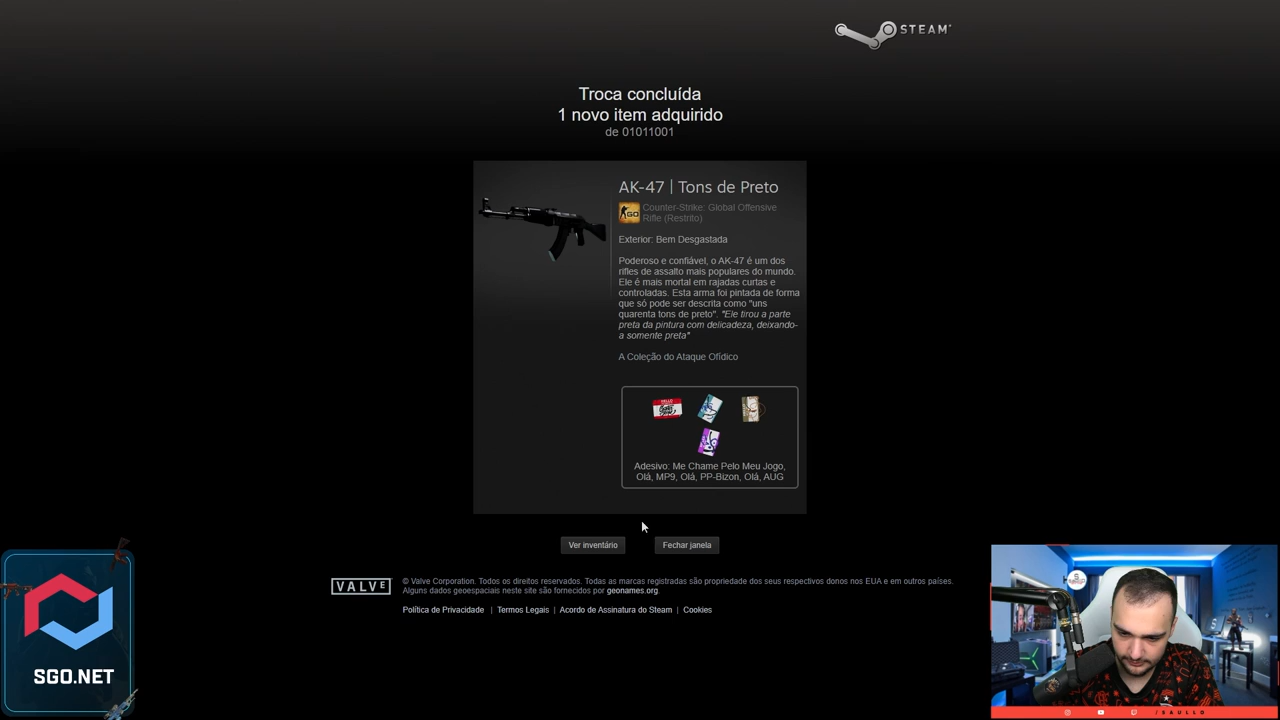 STEAM
Troca concluída
1 novo item adquirido
de 01011001
AK-47 | Tons de Preto
Counter-Strike: Global Offensive
Rifle (Restrito)
Exterior: Bem Desgastada
Poderoso e confiável, o AK-47 é um dos
rifles de assalto mais populares do mundo.
Ele é mais mortal em rajadas curtas e
controladas. Esta arma foi pintada de forma
que só pode ser descrita como "uns
quarenta tons de preto". "Ele tirou a parte
preta da pintura com delicadeza, deixando-
a somente preta"
A Coleção do Ataque Ofídico
Adesivo: Me Chame Pelo Meu Jogo,
Olá, MP9, Olá, PP-Bizon, Olá, AUG
Ver inventário
Fechar janela
VALVE
© Valve Corporation. Todos os direitos reservados. Todas as marcas registradas são propriedade dos seus respectivos donos nos EUA e em outros países.
Alguns dados geoespaciais neste site são fornecidos por geonames.org.
Política de Privacidade | Termos Legais | Acordo de Assinatura do Steam | Cookies
SGO.NET
/SAULLO